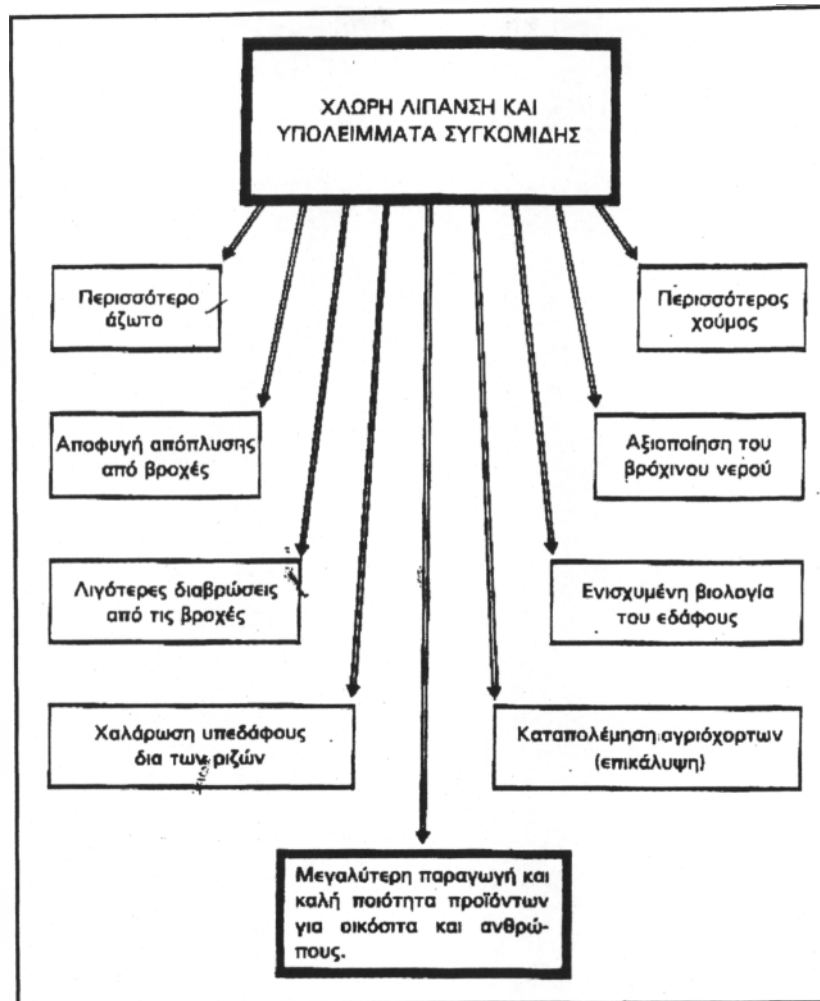 ΧΛΩΡΗ ΛΙΠΑΝΣΗ ΚΑΙ
ΥΠΟΛΕΙΜΜΑΤΑ ΣΥΓΚΟΜΙΔΗΣ
Περισσότερο
άζωτο
Περισσότερος
χούμος
Αποφυγή απόπλυσης
από βροχές
Αξιοποίηση του
βρόχινου νερού
Λιγότερες διαβρώσεις
από τις βροχές
Ενισχυμένη βιολογία
του εδάφους
Χαλάρωση υπεδάφους
δια των ριζών
Καταπολέμηση αγριόχορτων
(επικάλυψη)
Μεγαλύτερη παραγωγή και
καλή ποιότητα προϊόντων
για οικόσιτα και ανθρώ-
πους.